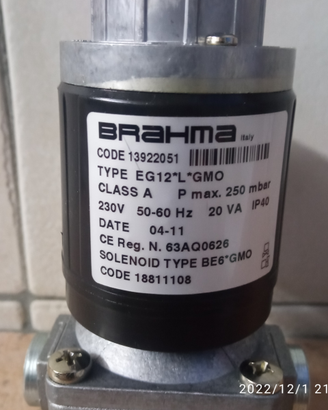 BRAHMA Italy
CODE 13922051
TYPE EG12*L*GMO
CLASS A P max. 250 mbar
230V 50-60 Hz 20 VA IP40
DATE 04-11
CE Reg. N. 63AQ0626
SOLENOID TYPE BE6*GMO
CODE 18811108
2022/12/1 21